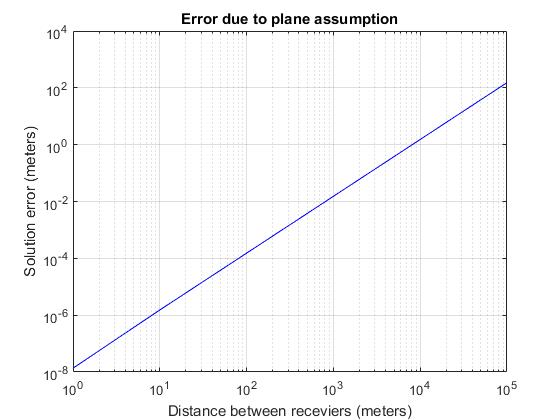 Error due to plane assumption
10^4
10^2
10^0
10^-2
10^-4
10^-6
10^-8
Solution error (meters)
10^0 10^1 10^2 10^3 10^4 10^5
Distance between receviers (meters)